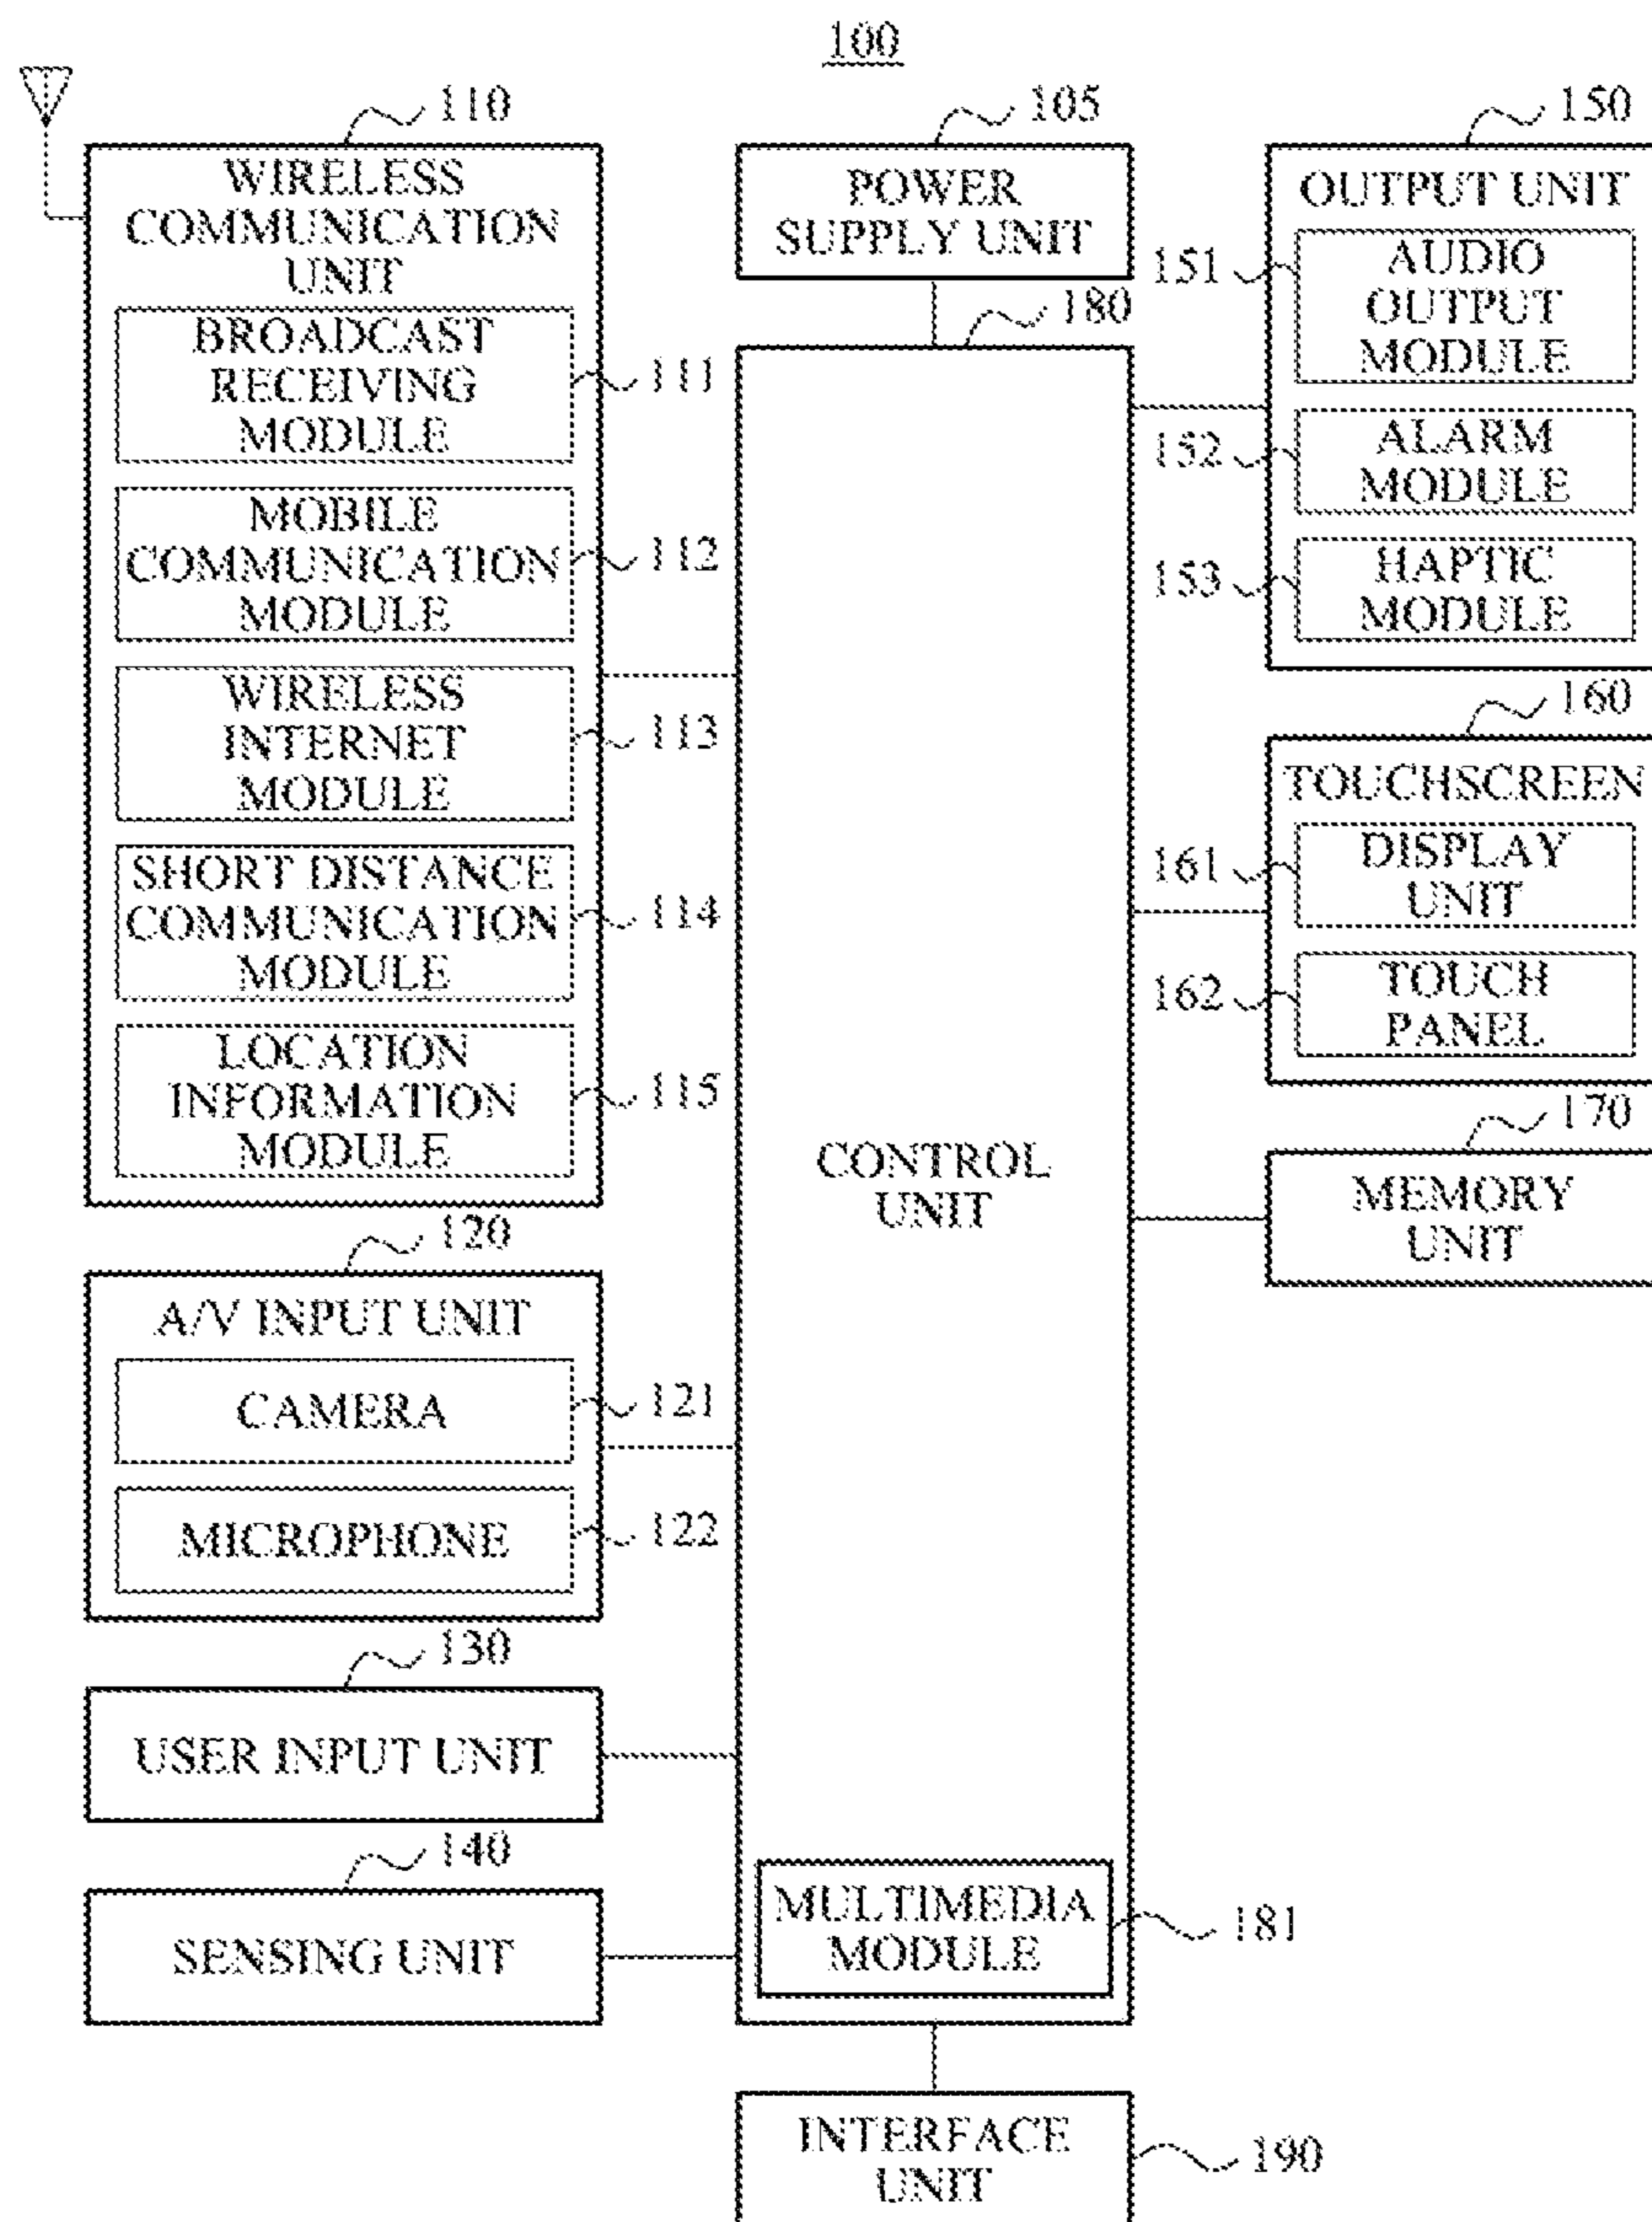 100
110
WIRELESS
COMMUNICATION
UNIT
BROADCAST
RECEIVING
MODULE
111
MOBILE
COMMUNICATION
MODULE
112
WIRELESS
INTERNET
MODULE
113
SHORT DISTANCE
COMMUNICATION
MODULE
114
LOCATION
INFORMATION
MODULE
115
120
A/V INPUT UNIT
CAMERA
121
MICROPHONE
122
130
USER INPUT UNIT
140
SENSING UNIT
105
POWER
SUPPLY UNIT
180
CONTROL
UNIT
MULTIMEDIA
MODULE
181
INTERFACE
UNIT
190
150
OUTPUT UNIT
151
AUDIO
OUTPUT
MODULE
152
ALARM
MODULE
153
HAPTIC
MODULE
160
TOUCHSCREEN
161
DISPLAY
UNIT
162
TOUCH
PANEL
170
MEMORY
UNIT